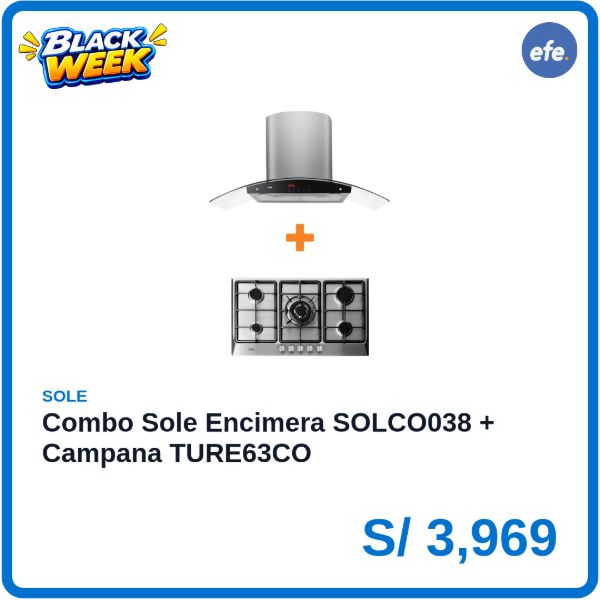 BLACK
WEEK
efe.
SOLE
Combo Sole Encimera SOLCO038 +
Campana TURE63CO
S/ 3,969